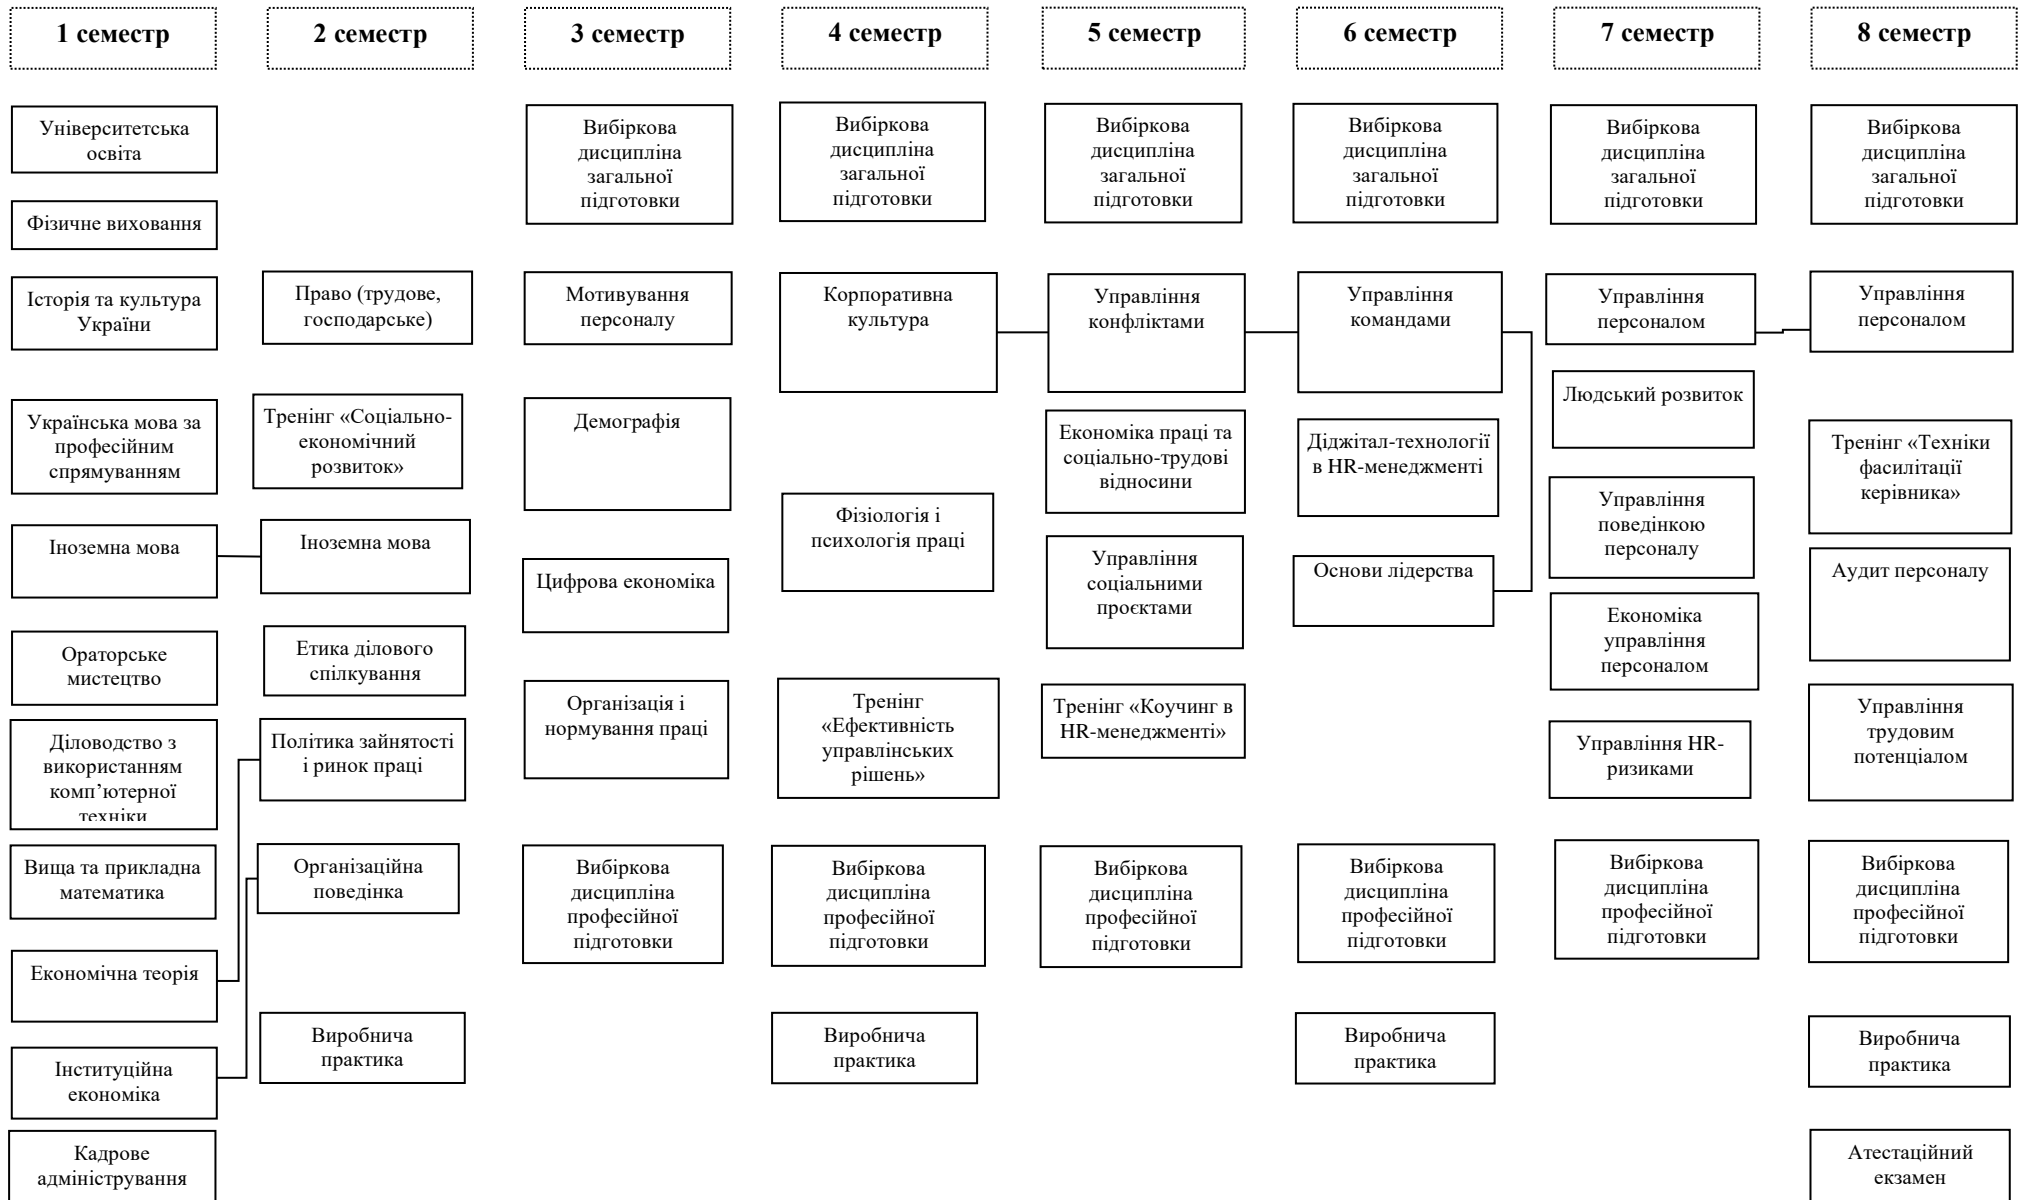 1 семестр
2 семестр
3 семестр
4 семестр
5 семестр
6 семестр
7 семестр
8 семестр
Університетська
освіта
Фізичне виховання
Історія та культура
України
Українська мова за
професійним
спрямуванням
Іноземна мова
Ораторське
мистецтво
Діловодство з
використанням
комп’ютерної
техніки
Вища та прикладна
математика
Економічна теорія
Інституційна
економіка
Кадрове
адміністрування
Право (трудове,
господарське)
Тренінг «Соціально-
економічний
розвиток»
Іноземна мова
Етика ділового
спілкування
Політика зайнятості
і ринок праці
Організаційна
поведінка
Виробнича
практика
Вибіркова
дисципліна
загальної
підготовки
Мотивування
персоналу
Демографія
Цифрова економіка
Організація і
нормування праці
Вибіркова
дисципліна
професійної
підготовки
Вибіркова
дисципліна
загальної
підготовки
Корпоративна
культура
Фізіологія і
психологія праці
Тренінг
«Ефективність
управлінських
рішень»
Вибіркова
дисципліна
професійної
підготовки
Виробнича
практика
Вибіркова
дисципліна
загальної
підготовки
Управління
конфліктами
Економіка праці та
соціально-трудові
відносини
Управління
соціальними
проєктами
Тренінг «Коучинг в
HR-менеджменті»
Вибіркова
дисципліна
професійної
підготовки
Вибіркова
дисципліна
загальної
підготовки
Управління
командами
Діджітал-технології
в HR-менеджменті
Основи лідерства
Вибіркова
дисципліна
професійної
підготовки
Виробнича
практика
Вибіркова
дисципліна
загальної
підготовки
Управління
персоналом
Людський розвиток
Управління
поведінкою
персоналу
Економіка
управління
персоналом
Управління HR-
ризиками
Вибіркова
дисципліна
професійної
підготовки
Вибіркова
дисципліна
загальної
підготовки
Управління
персоналом
Тренінг «Техніки
фасилітації
керівника»
Аудит персоналу
Управління
трудовим
потенціалом
Вибіркова
дисципліна
професійної
підготовки
Виробнича
практика
Атестаційний
екзамен